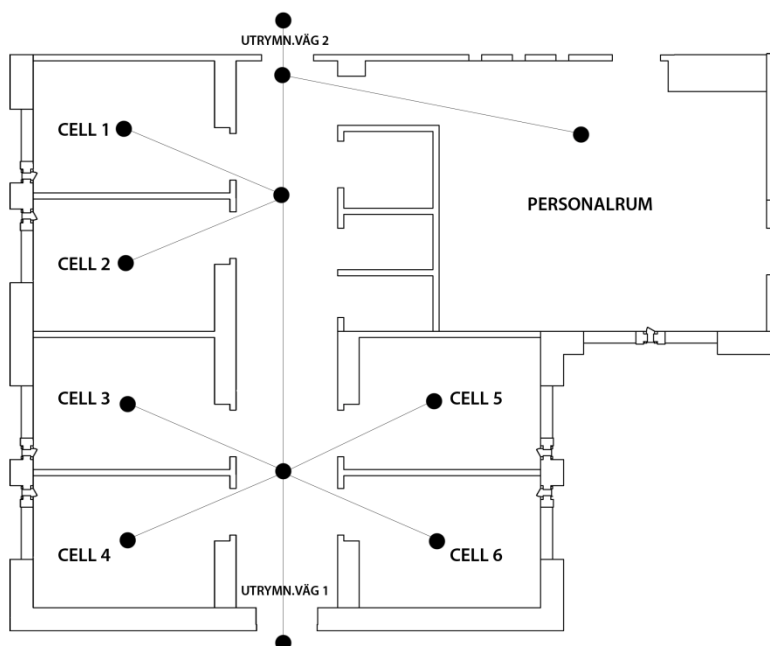 UTRYMN.VÄG 2
CELL 1
PERSONALRUM
CELL 2
CELL 3
CELL 5
CELL 4
CELL 6
UTRYMN.VÄG 1